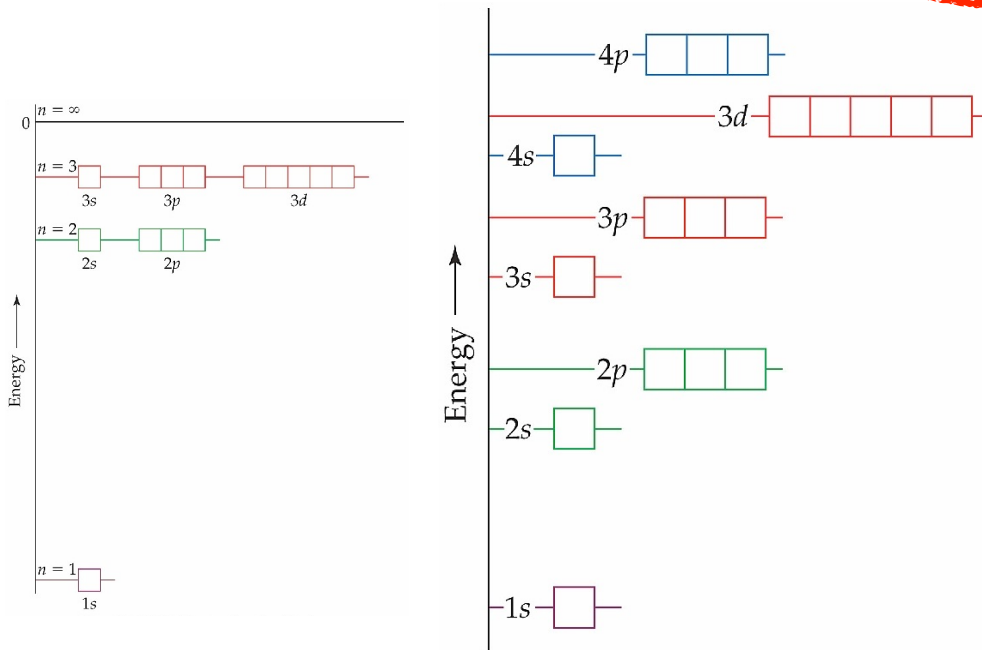 n = ∞
0
n = 3
3s 3p 3d
n = 2
2s 2p
Energy
n = 1
1s
4p
3d
4s
3p
3s
Energy
2p
2s
1s